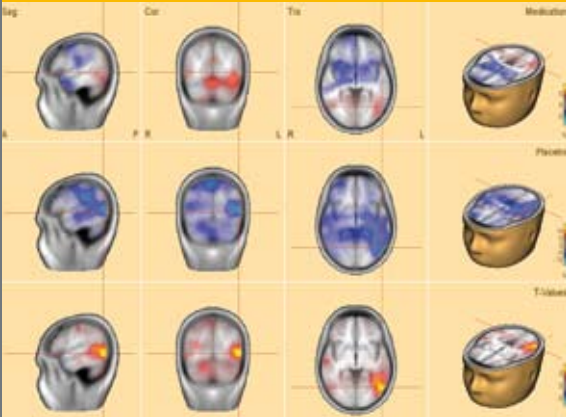 Sag
Cor
Tra
Medication
A
P
R
L
R
L
Placebo
T-Values